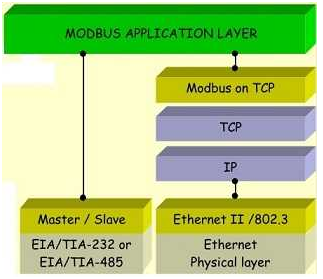 MODBUS APPLICATION LAYER
Modbus on TCP
TCP
IP
Master / Slave
EIA/TIA-232 or
EIA/TIA-485
Ethernet II /802.3
Ethernet
Physical layer